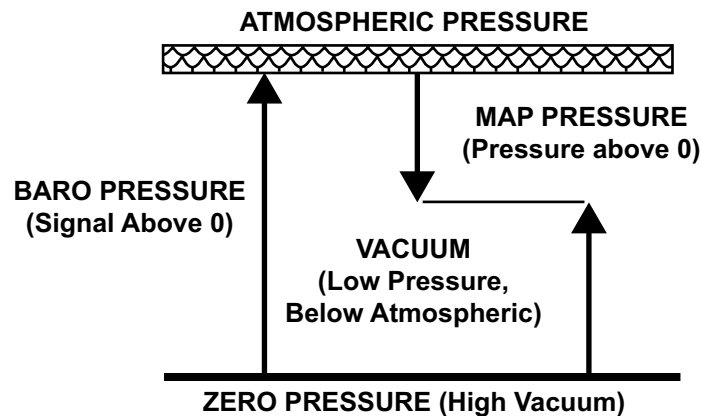 ATMOSPHERIC PRESSURE
MAP PRESSURE
(Pressure above 0)
BARO PRESSURE
(Signal Above 0)
VACUUM
(Low Pressure,
Below Atmospheric)
ZERO PRESSURE (High Vacuum)